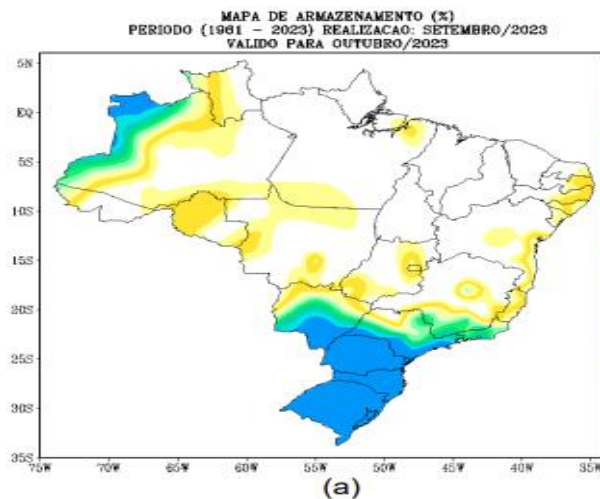 MAPA DE ARMAZENAMENTO (%)
PERIODO (1961 - 2023) REALIZACAO: SETEMBRO/2023
VALIDO PARA OUTUBRO/2023
5N
EQ
5S
10S
15S
20S
25S
30S
35S
75W 70W 65W 60W 55W 50W 45W 40W 35W
(a)